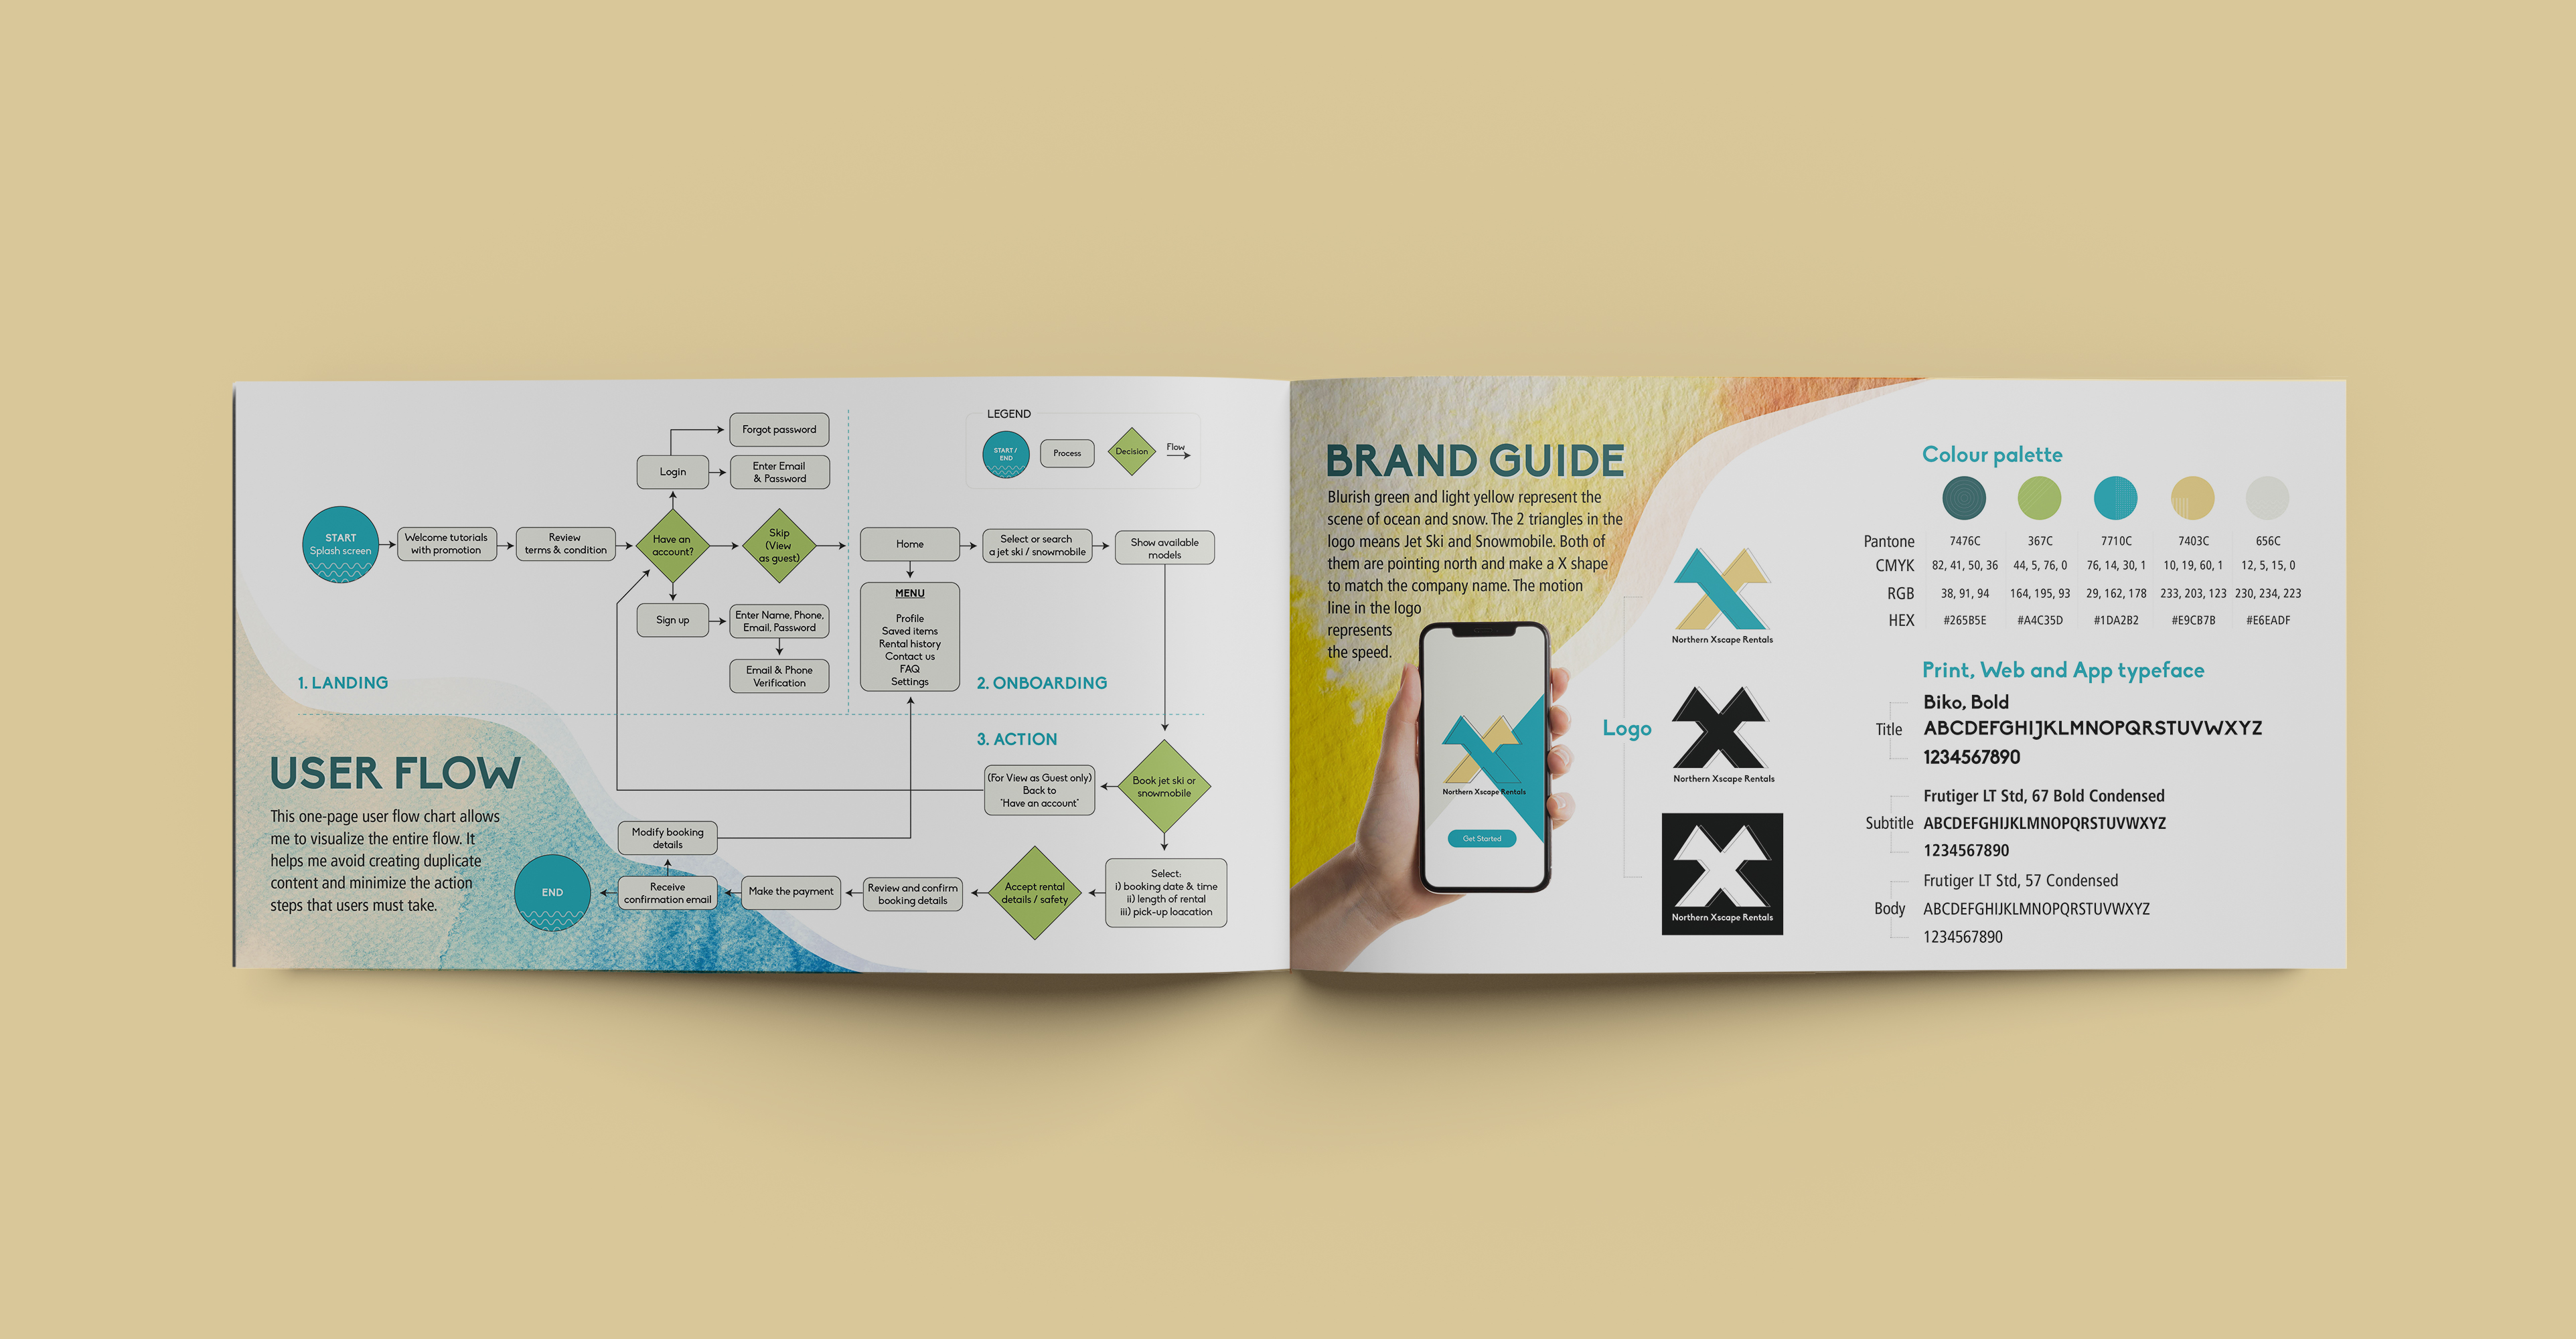 LEGEND
START /
END
Process
Decision
Flow
Forgot password
Login
Enter Email
& Password
START
Splash screen
Welcome tutorials
with promotion
Review
terms & condition
Have an
account?
Skip
(View
as guest)
Home
Select or search
a jet ski / snowmobile
Show available
models
Sign up
Enter Name, Phone,
Email, Password
Email & Phone
Verification
MENU
Profile
Saved items
Rental history
Contact us
FAQ
Settings
1. LANDING
2. ONBOARDING
3. ACTION
(For View as Guest only)
Back to
"Have an account"
Book jet ski or
snowmobile
Modify booking
details
END
Receive
confirmation email
Make the payment
Review and confirm
booking details
Accept rental
details / safety
Select:
i) booking date & time
ii) length of rental
iii) pick-up loacation
USER FLOW
This one-page user flow chart allows
me to visualize the entire flow. It
helps me avoid creating duplicate
content and minimize the action
steps that users must take.
BRAND GUIDE
Blurish green and light yellow represent the
scene of ocean and snow. The 2 triangles in the
logo means Jet Ski and Snowmobile. Both of
them are pointing north and make a X shape
to match the company name. The motion
line in the logo
represents
the speed.
Northern Xscape Rentals
Get Started
Logo
Northern Xscape Rentals
Northern Xscape Rentals
Northern Xscape Rentals
Colour palette
Pantone 7476C 367C 7710C 7403C 656C
CMYK 82, 41, 50, 36 44, 5, 76, 0 76, 14, 30, 1 10, 19, 60, 1 12, 5, 15, 0
RGB 38, 91, 94 164, 195, 93 29, 162, 178 233, 203, 123 230, 234, 223
HEX #265B5E #A4C35D #1DA2B2 #E9CB7B #E6EADF
Print, Web and App typeface
Biko, Bold
Title ABCDEFGHIJKLMNOPQRSTUVWXYZ
1234567890
Frutiger LT Std, 67 Bold Condensed
Subtitle ABCDEFGHIJKLMNOPQRSTUVWXYZ
1234567890
Frutiger LT Std, 57 Condensed
Body ABCDEFGHIJKLMNOPQRSTUVWXYZ
1234567890